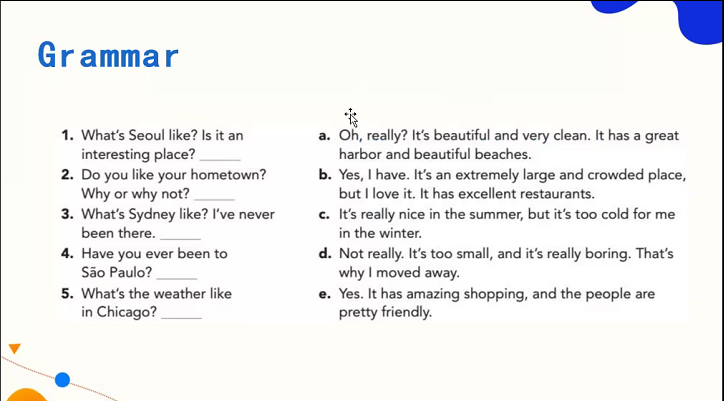 Grammar
1. What's Seoul like? Is it an
interesting place? ______
2. Do you like your hometown?
Why or why not? ______
3. What's Sydney like? I've never
been there. ______
4. Have you ever been to
São Paulo? ______
5. What's the weather like
in Chicago? ______
a. Oh, really? It's beautiful and very clean. It has a great
harbor and beautiful beaches.
b. Yes, I have. It's an extremely large and crowded place,
but I love it. It has excellent restaurants.
c. It's really nice in the summer, but it's too cold for me
in the winter.
d. Not really. It's too small, and it's really boring. That's
why I moved away.
e. Yes. It has amazing shopping, and the people are
pretty friendly.